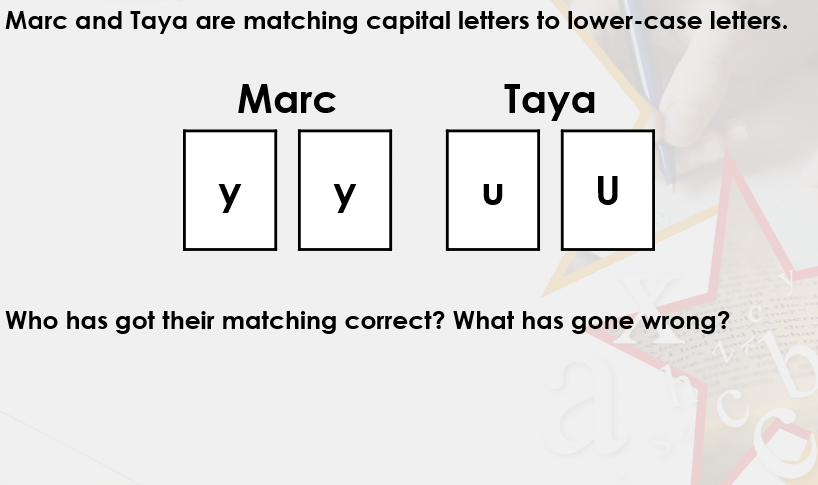 Marc and Taya are matching capital letters to lower-case letters.
Marc Taya
y y u U
Who has got their matching correct? What has gone wrong?